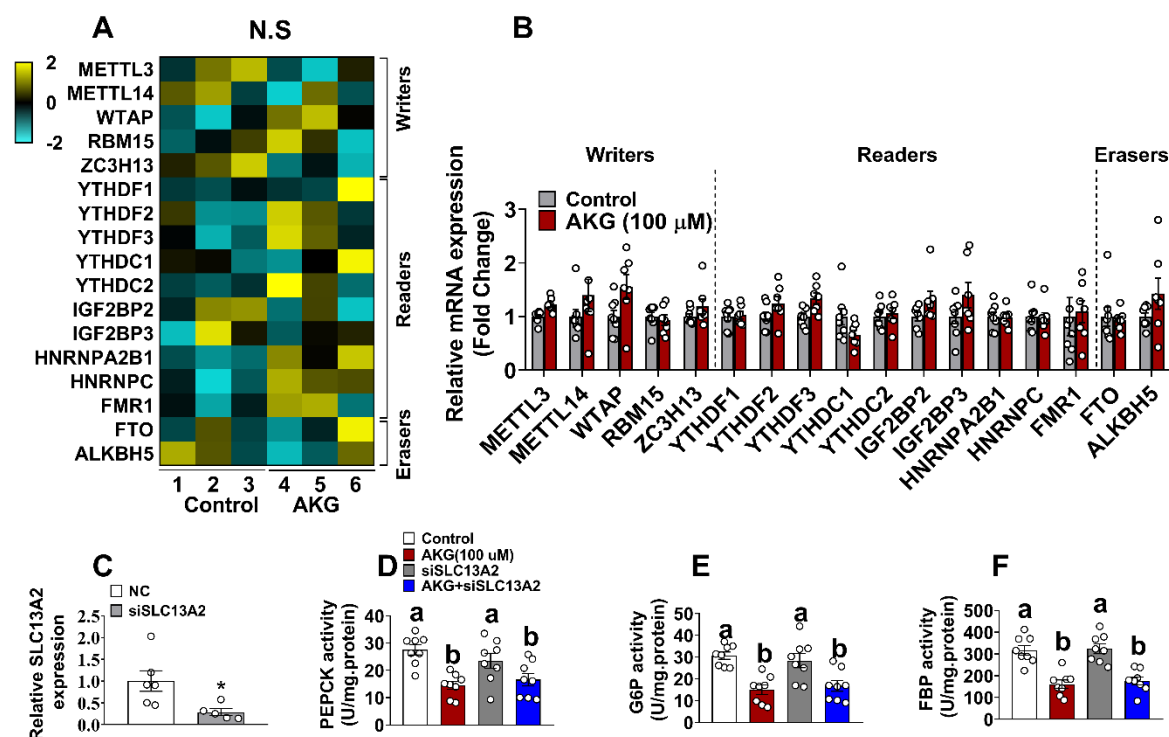 A
N.S
2
0
-2
METTL3
METTL14
WTAP
RBM15
ZC3H13
YTHDF1
YTHDF2
YTHDF3
YTHDC1
YTHDC2
IGF2BP2
IGF2BP3
HNRNPA2B1
HNRNPC
FMR1
FTO
ALKBH5
Writers
Readers
Erasers
1 2 3 4 5 6
Control AKG
B
Writers Readers Erasers
Control
AKG (100 μM)
Relative mRNA expression
(Fold Change)
3
2
1
0
METTL3
METTL14
WTAP
RBM15
ZC3H13
YTHDF1
YTHDF2
YTHDF3
YTHDC1
YTHDC2
IGF2BP2
IGF2BP3
HNRNPA2B1
HNRNPC
FMR1
FTO
ALKBH5
C
NC
siSLC13A2
Relative SLC13A2
expression
2.5
2.0
1.5
1.0
0.5
0.0
*
Control
AKG(100 uM)
siSLC13A2
AKG+siSLC13A2
D
PEPCK activity
(U/mg.protein)
40
30
20
10
0
a b a b
E
G6P activity
(U/mg.protein)
50
40
30
20
10
0
a b a b
F
FBP activity
(U/mg.protein)
500
400
300
200
100
0
a b a b